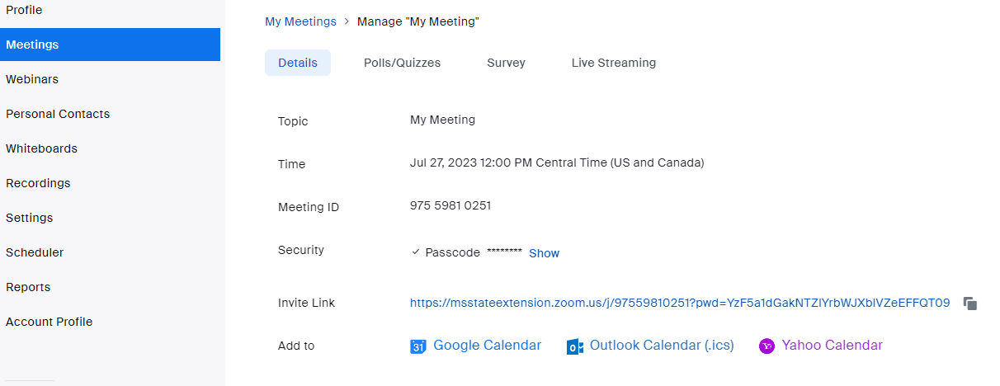 Profile
Meetings
Webinars
Personal Contacts
Whiteboards
Recordings
Settings
Scheduler
Reports
Account Profile
My Meetings > Manage "My Meeting"
Details Polls/Quizzes Survey Live Streaming
Topic My Meeting
Time Jul 27, 2023 12:00 PM Central Time (US and Canada)
Meeting ID 975 5981 0251
Security ✓ Passcode ******** Show
Invite Link https://msstateextension.zoom.us/j/97559810251?pwd=YzF5a1dGakNTZlYrbWJXblVZeEFFQT09
Add to 31 Google Calendar Outlook Calendar (.ics) Yahoo Calendar